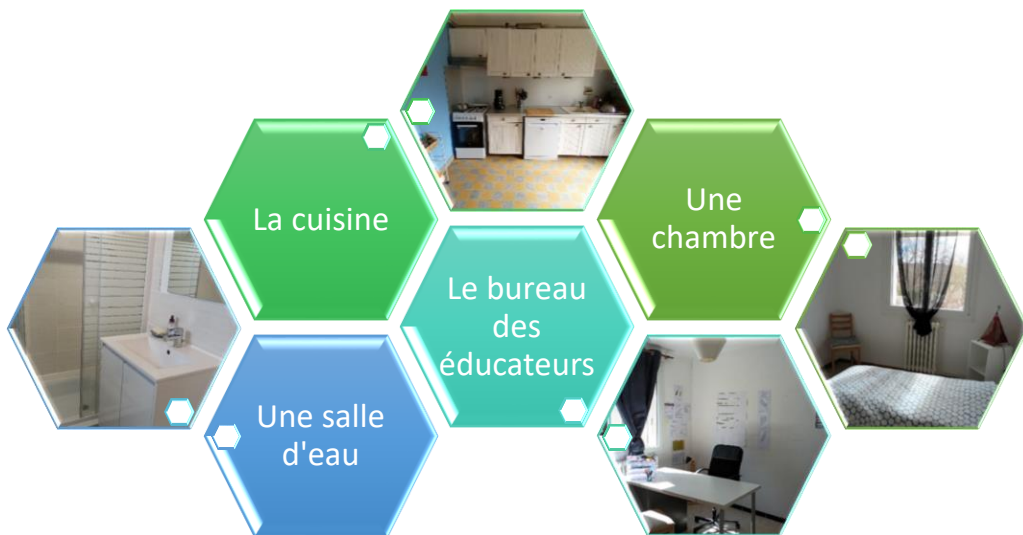 La cuisine
Une
chambre
Le bureau
des
éducateurs
Une salle
d'eau